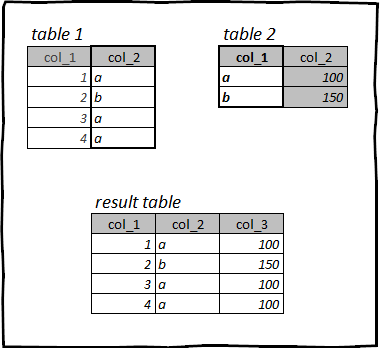 table 1
col_1 col_2
1 a
2 b
3 a
4 a
table 2
col_1 col_2
a 100
b 150
result table
col_1 col_2 col_3
1 a 100
2 b 150
3 a 100
4 a 100